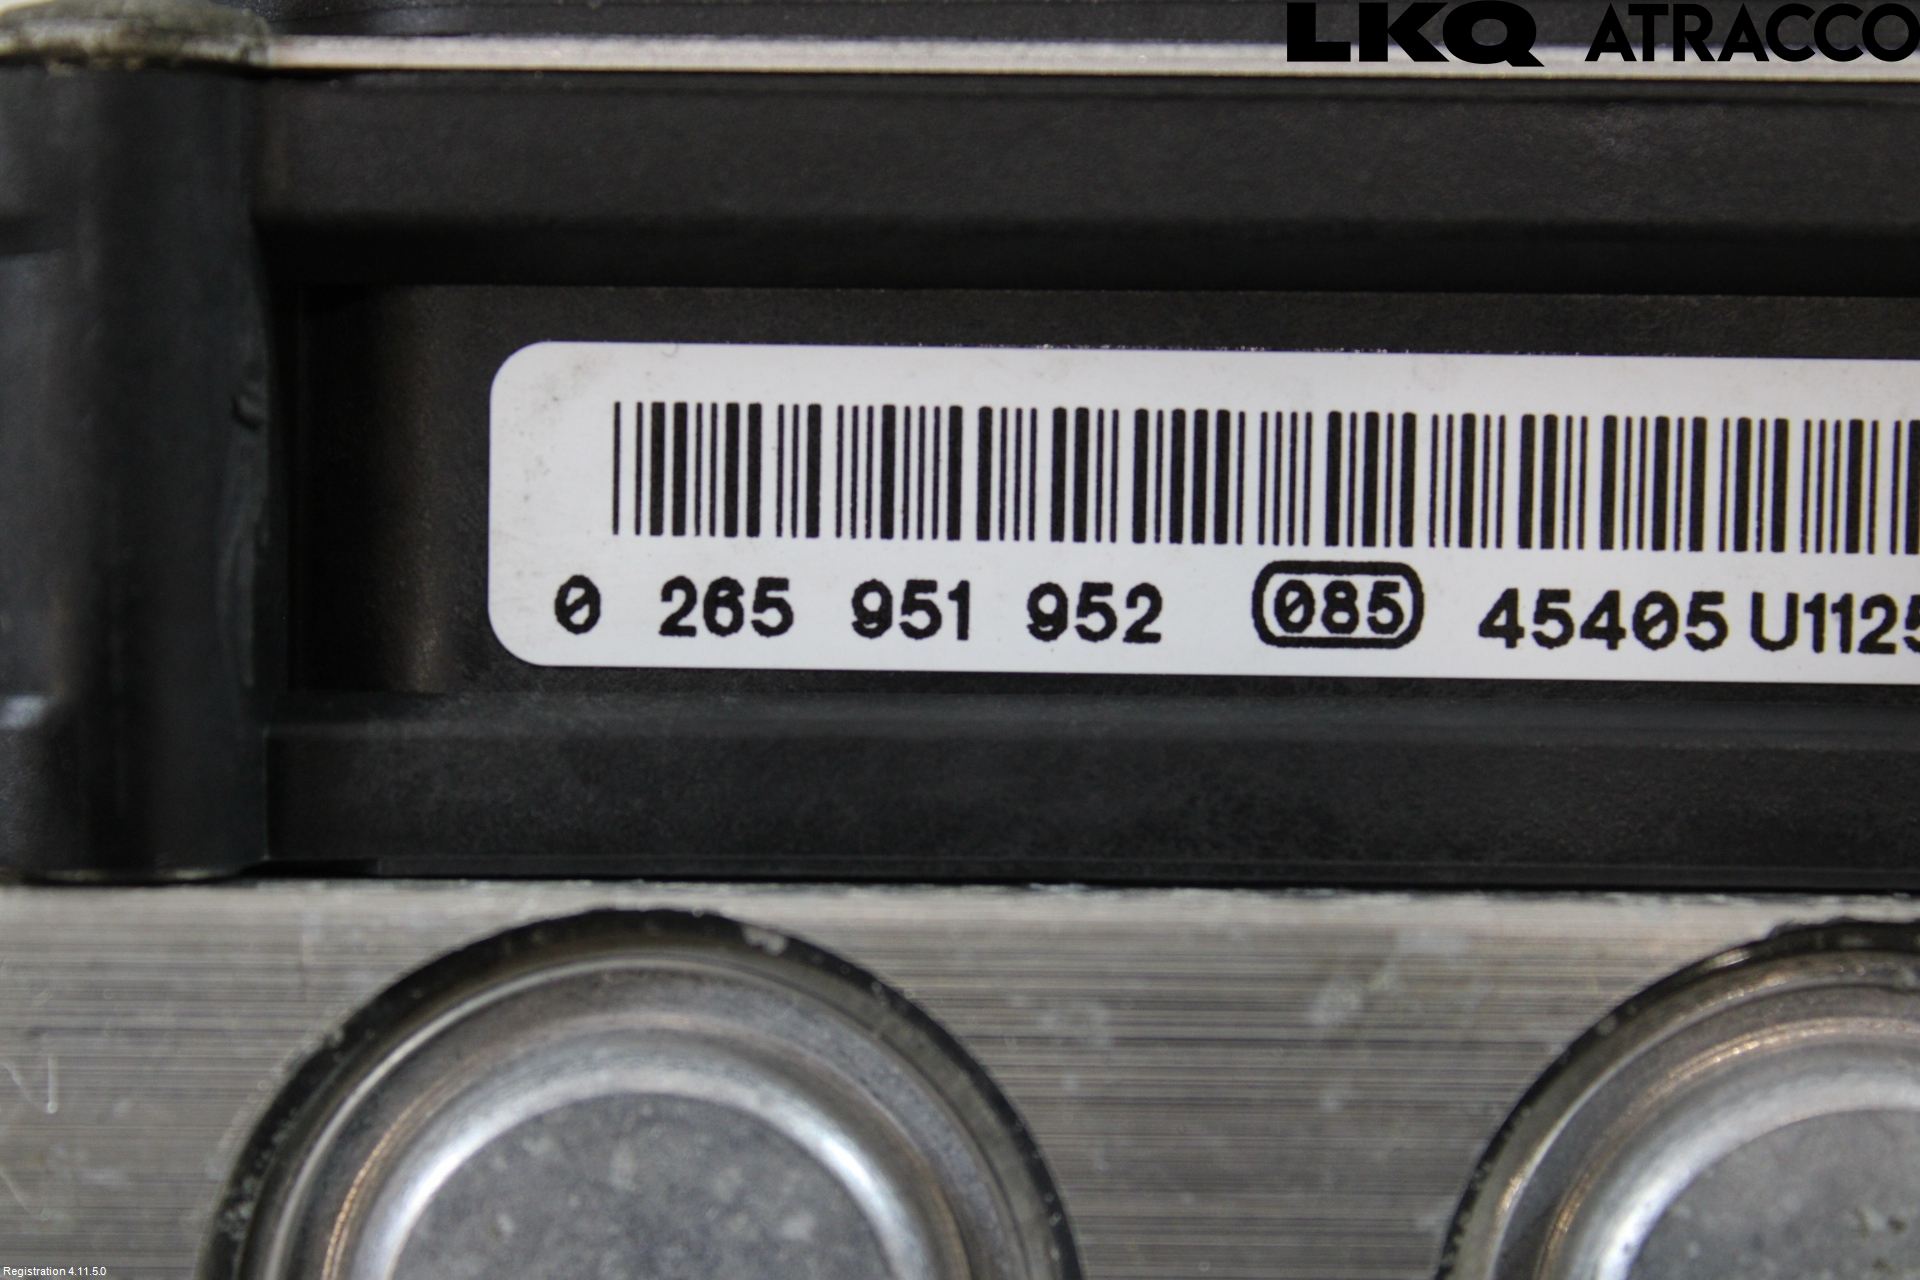 LKQ ATRACCO
0 265 951 952 085 45405 U1125
Registration 4.11.5.0